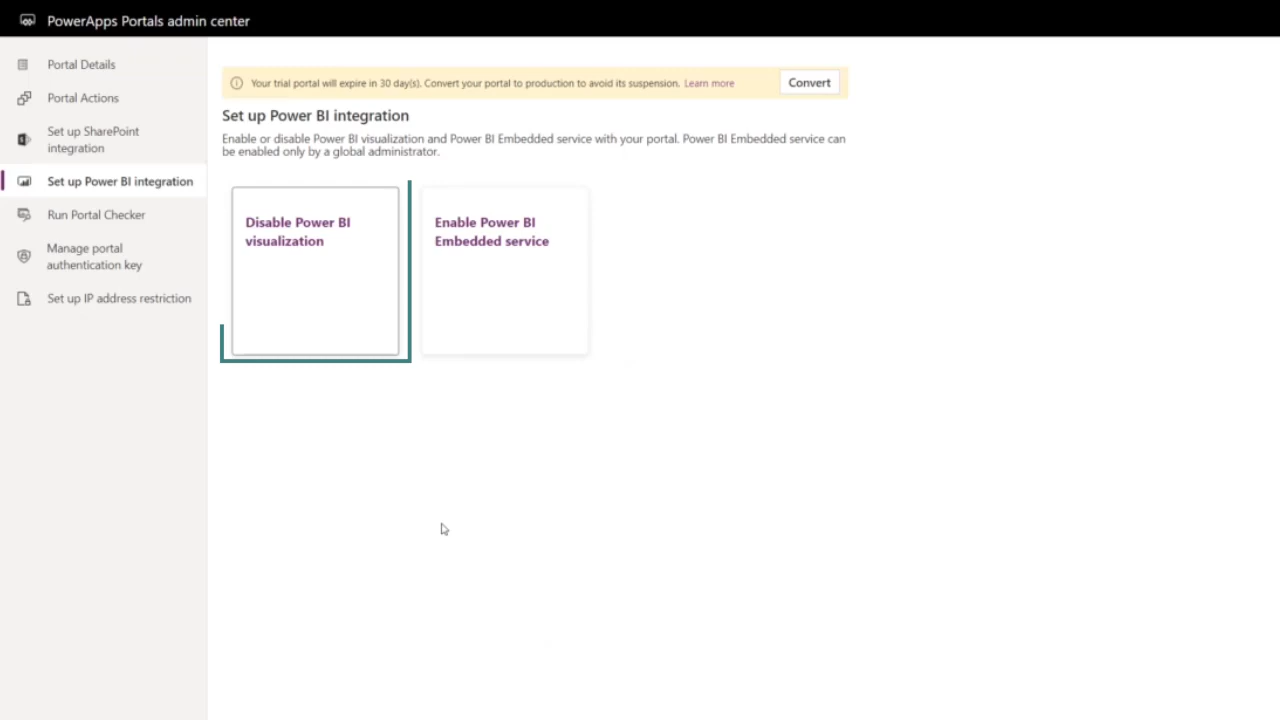 PowerApps Portals admin center
Portal Details
Portal Actions
Set up SharePoint
integration
Set up Power BI integration
Run Portal Checker
Manage portal
authentication key
Set up IP address restriction
Your trial portal will expire in 30 day(s). Convert your portal to production to avoid its suspension. Learn more
Convert
Set up Power BI integration
Enable or disable Power BI visualization and Power BI Embedded service with your portal. Power BI Embedded service can
be enabled only by a global administrator.
Disable Power BI
visualization
Enable Power BI
Embedded service